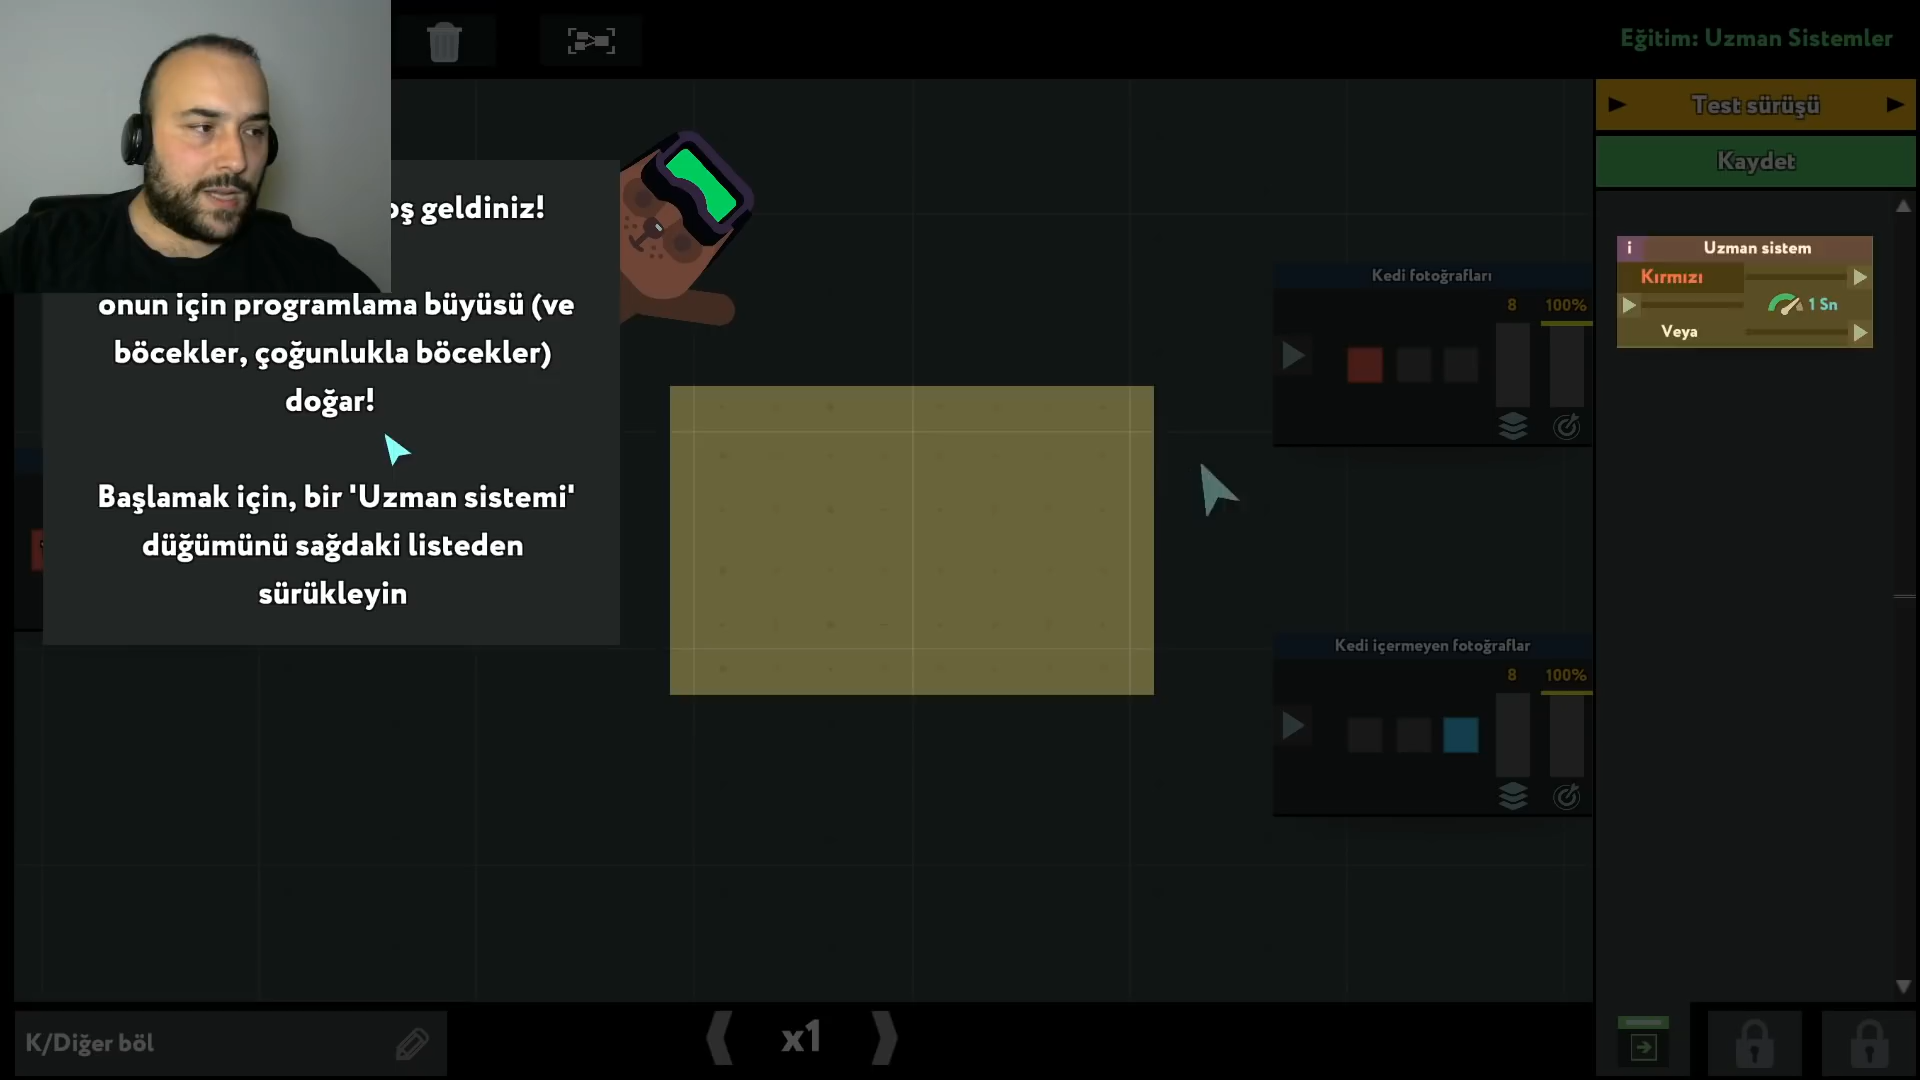 Eğitim: Uzman Sistemler
Test sürüşü
Kaydet
oş geldiniz!
onun için programlama büyüsü (ve
böcekler, çoğunlukla böcekler)
doğar!
Başlamak için, bir 'Uzman sistemi'
düğümünü sağdaki listeden
sürükleyin
Kedi fotoğrafları
8 100%
Kedi içermeyen fotoğraflar
8 100%
i Uzman sistem
Kırmızı
1 Sn
Veya
K/Diğer böl
x1